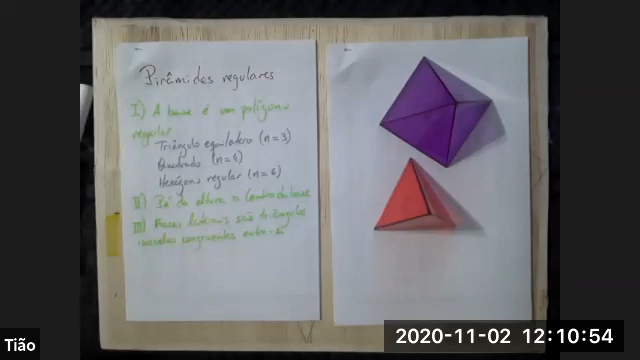 Pirâmides regulares
I) A base é um polígono
regular
Triângulo equilátero (n=3)
Quadrado (n=4)
Hexágono regular (n=6)
II) Pé da altura = Centro da base
III) Faces laterais são triângulos
isósceles congruentes entre si
Tião
2020-11-02 12:10:54